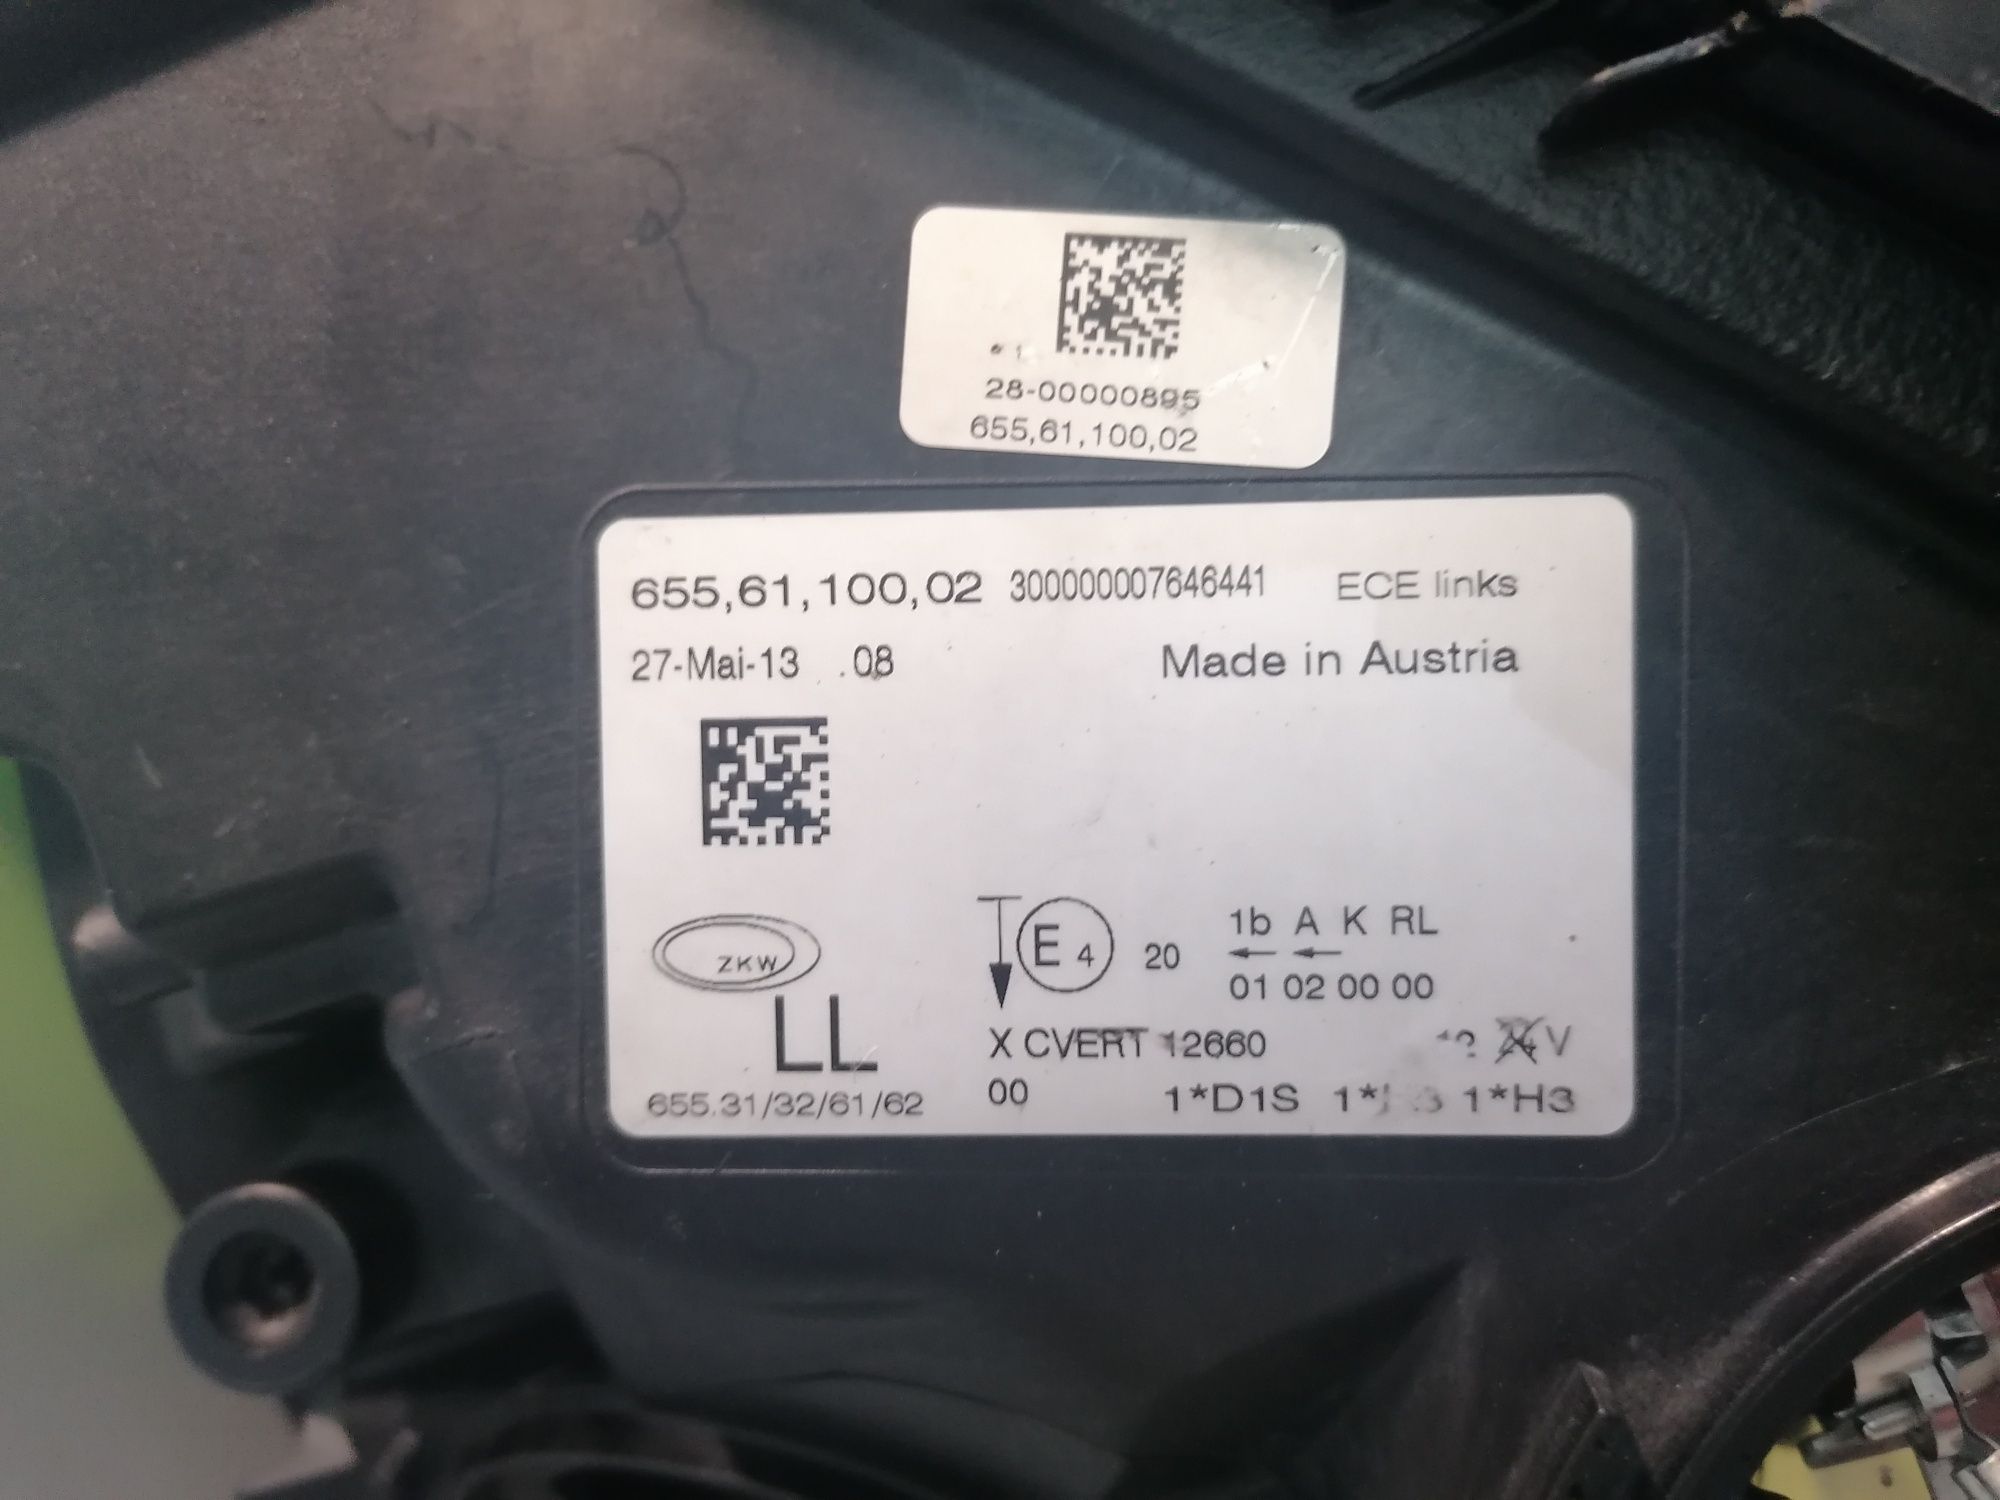 28-00000895
655,61,100,02
655,61,100,02 300000007646441 ECE links
27-Mai-13 .08 Made in Austria
ZKW
LL
655.31/32/61/62
E 4 20
1b A K RL
01 02 00 00
X CVERT 12660 V
00 1*D1S 1*H3